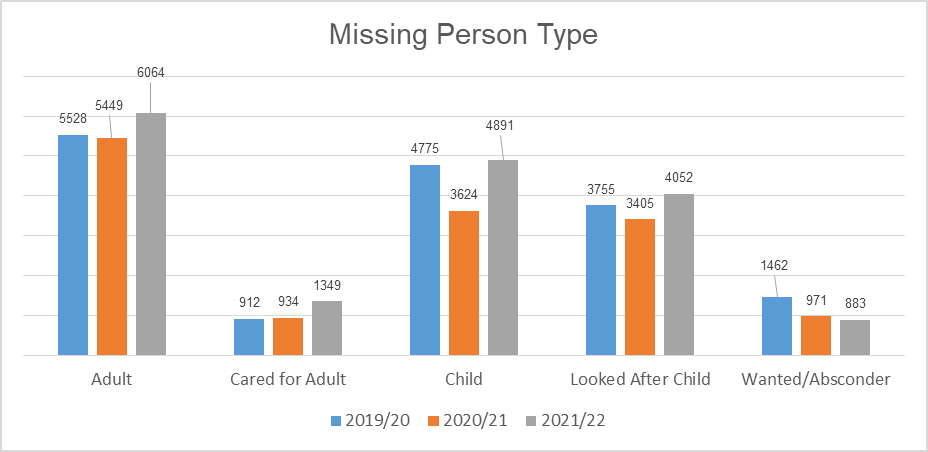 Missing Person Type
5528 5449 6064
912 934 1349
4775 3624 4891
3755 3405 4052
1462 971 883
Adult Cared for Adult Child Looked After Child Wanted/Absconder
2019/20 2020/21 2021/22